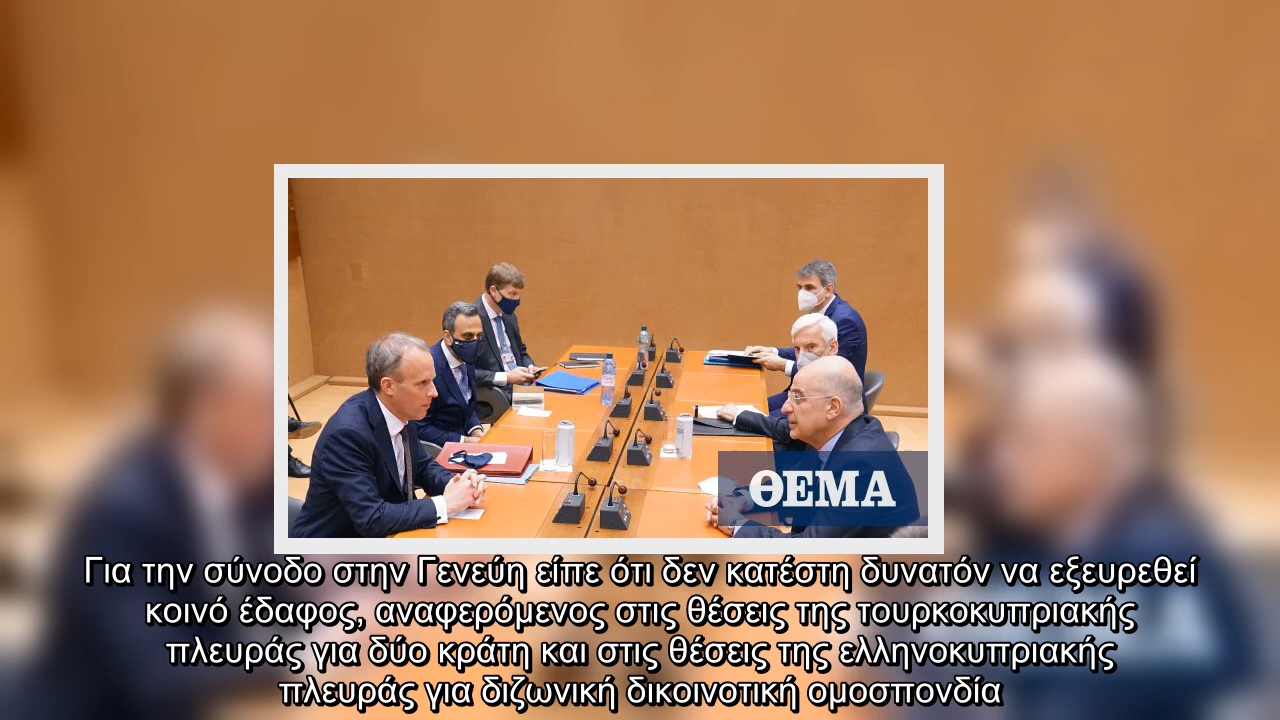 ΘΕΜΑ
Για την σύνοδο στην Γενεύη είπε ότι δεν κατέστη δυνατόν να εξευρεθεί
κοινό έδαφος, αναφερόμενος στις θέσεις της τουρκοκυπριακής
πλευράς για δύο κράτη και στις θέσεις της ελληνοκυπριακής
πλευράς για διζωνική δικοινοτική ομοσπονδία